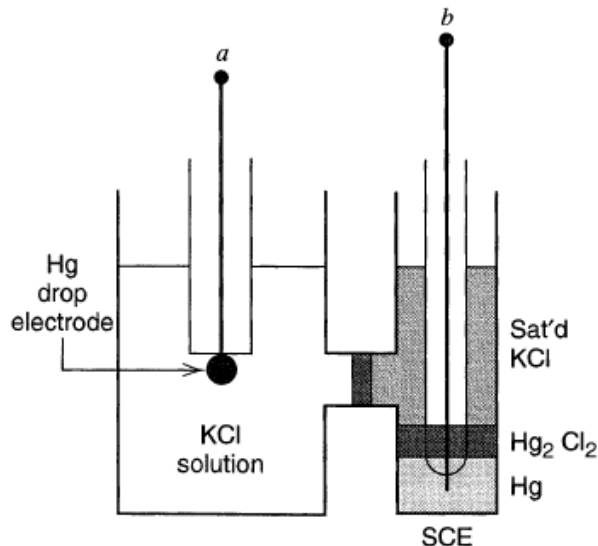 a
b
Hg
drop
electrode
KCl
solution
Sat'd
KCl
Hg₂ Cl₂
Hg
SCE